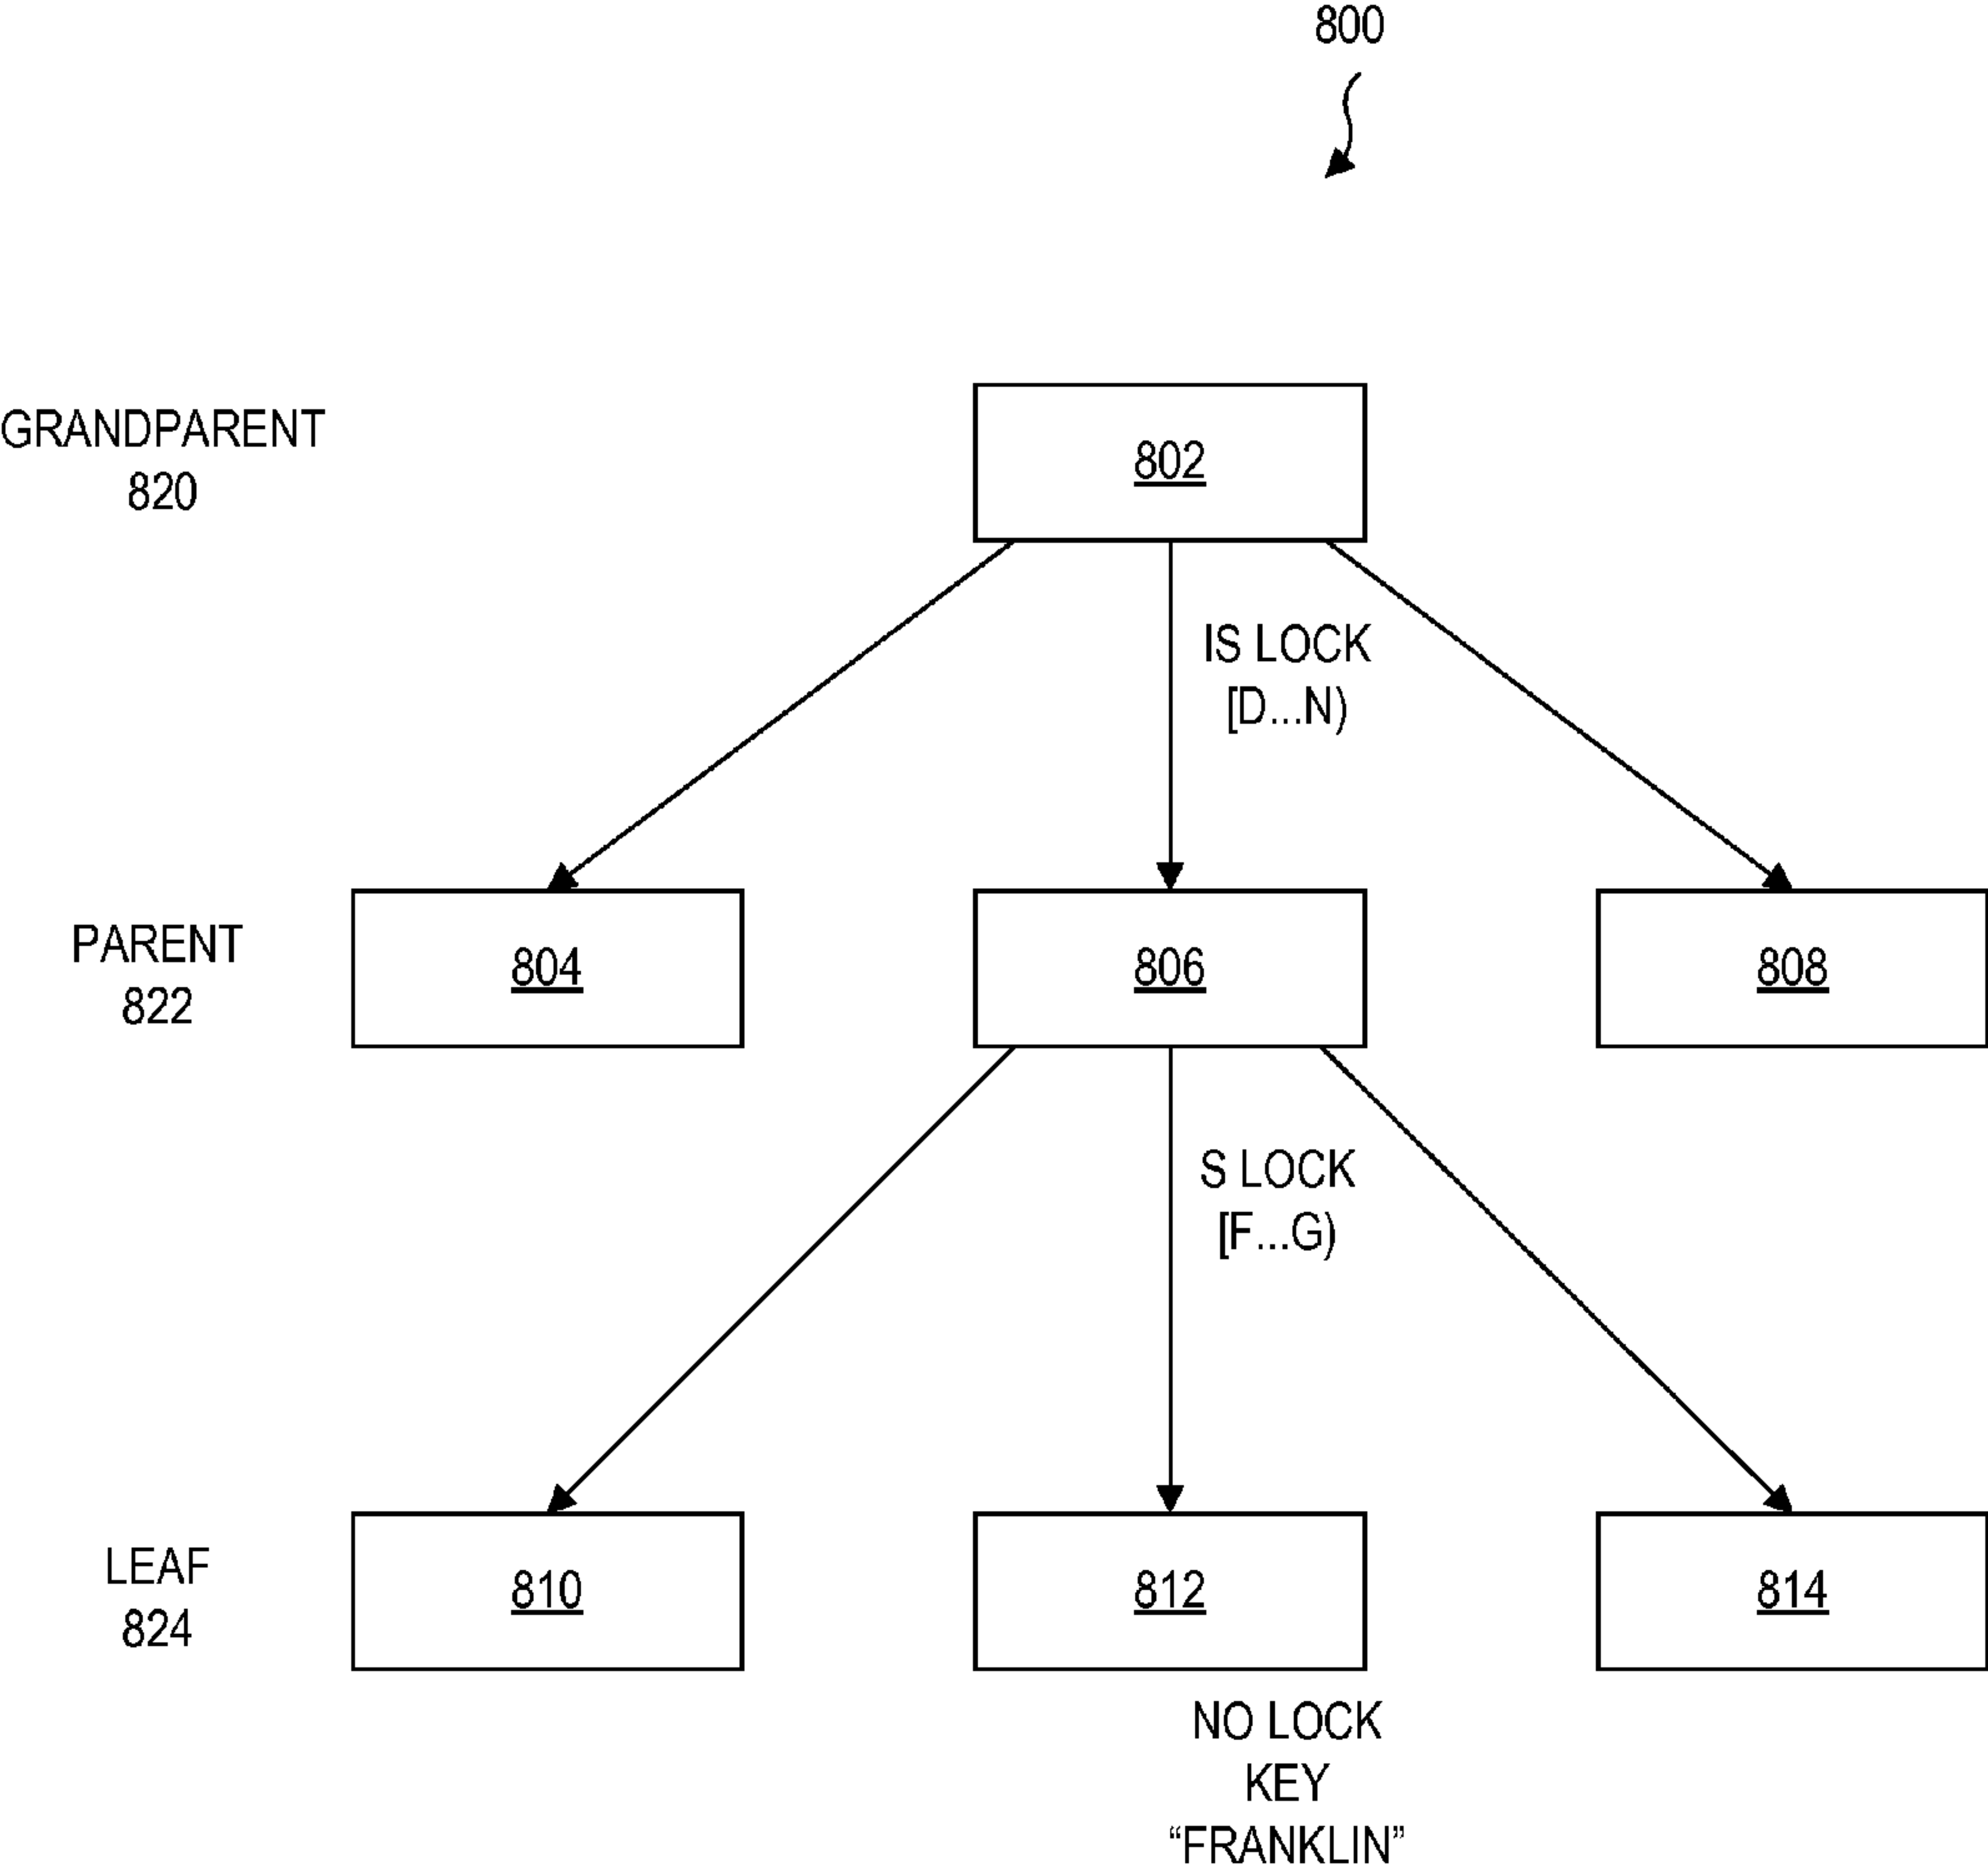 800
GRANDPARENT
820
802
IS LOCK
[D...N)
PARENT
822
804
806
808
S LOCK
[F...G)
LEAF
824
810
812
814
NO LOCK
KEY
“FRANKLIN”